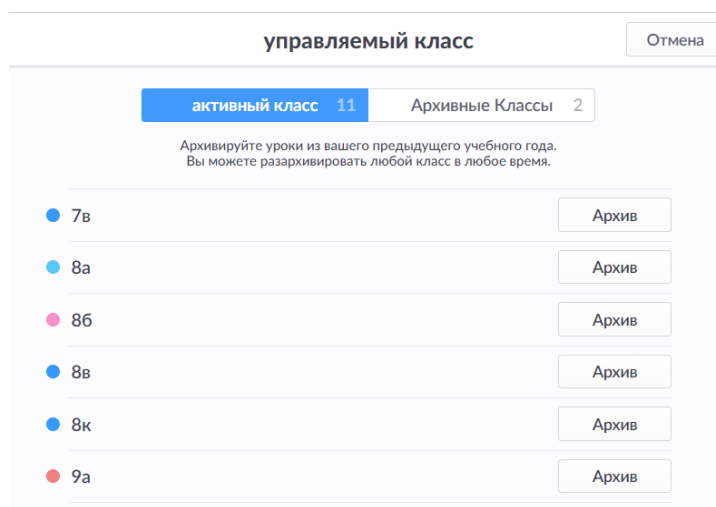 управляемый класс
Отмена
активный класс 11
Архивные Классы 2
Архивируйте уроки из вашего предыдущего учебного года.
Вы можете разархивировать любой класс в любое время.
7в Архив
8а Архив
8б Архив
8в Архив
8к Архив
9а Архив